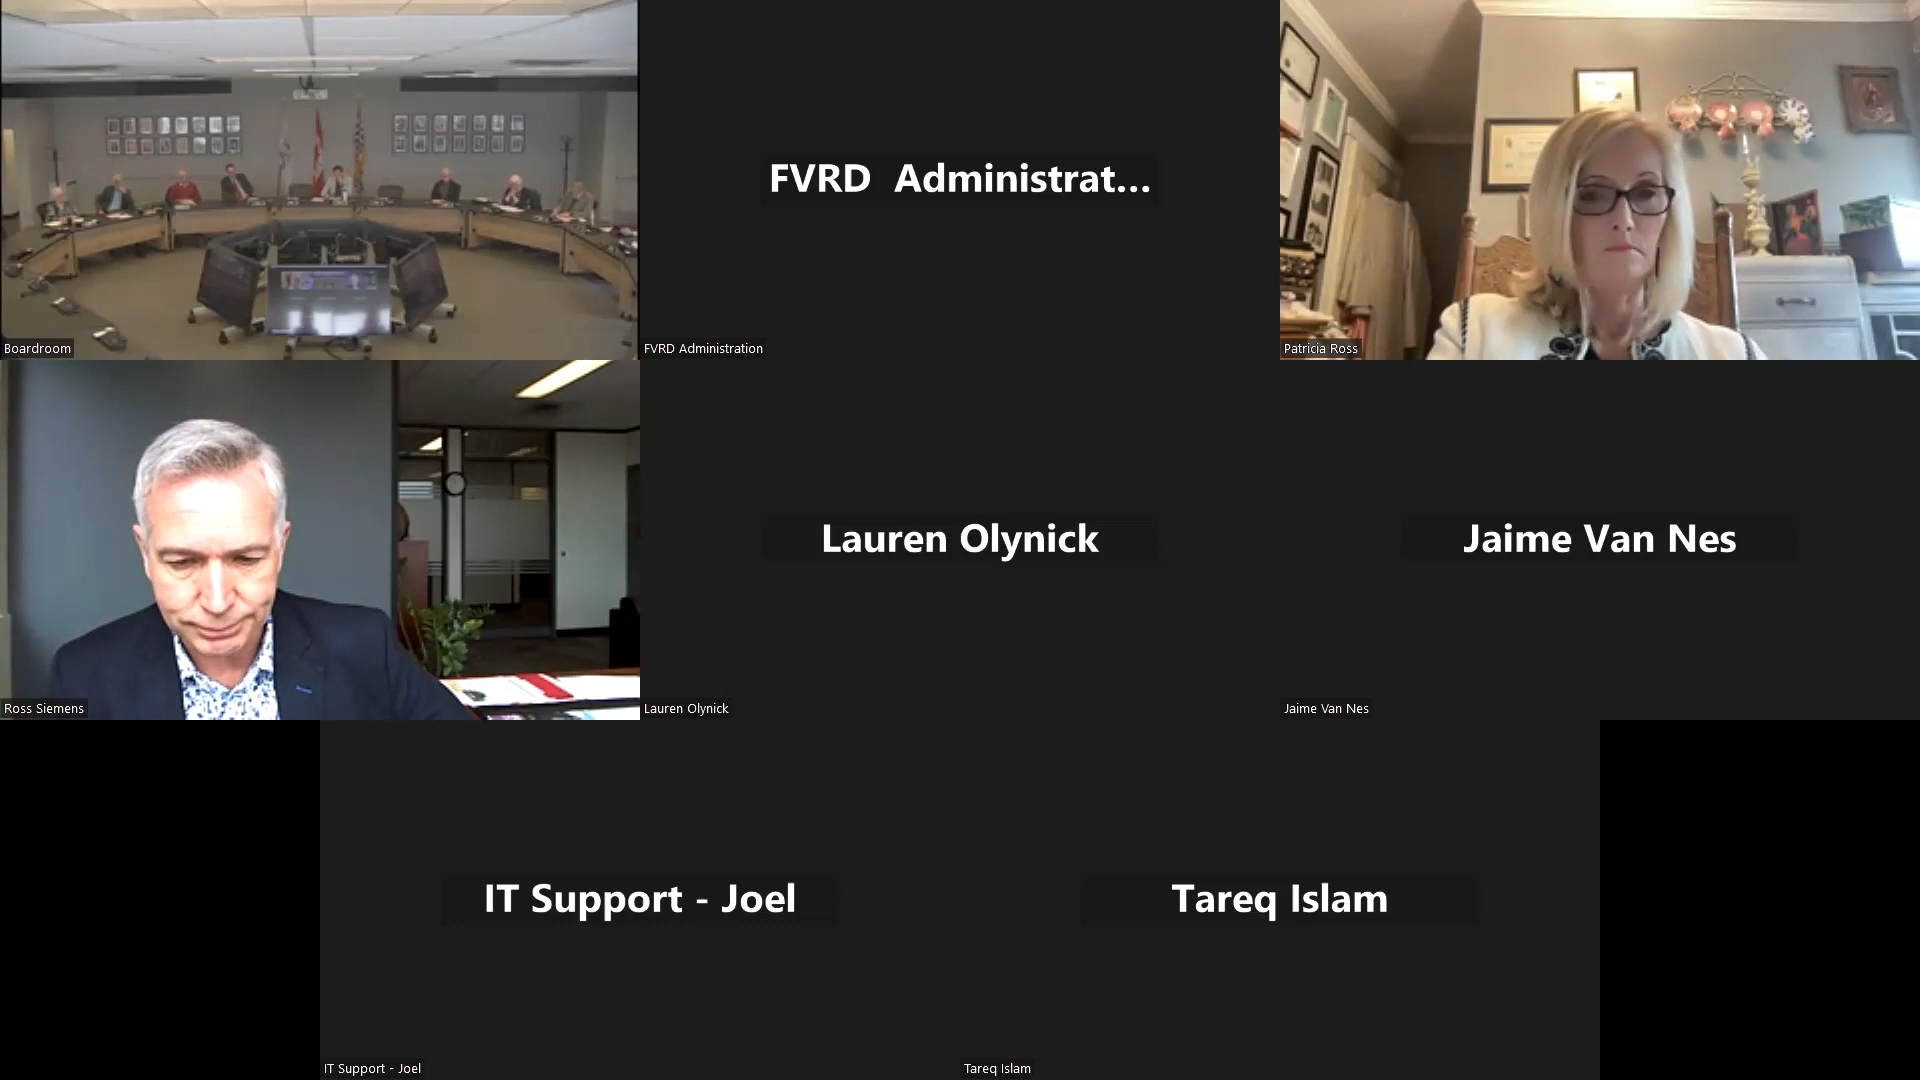 Boardroom
FVRD  Administrat...
FVRD Administration
Patricia Ross
Ross Siemens
Lauren Olynick
Lauren Olynick
Jaime Van Nes
Jaime Van Nes
IT Support - Joel
IT Support - Joel
Tareq Islam
Tareq Islam